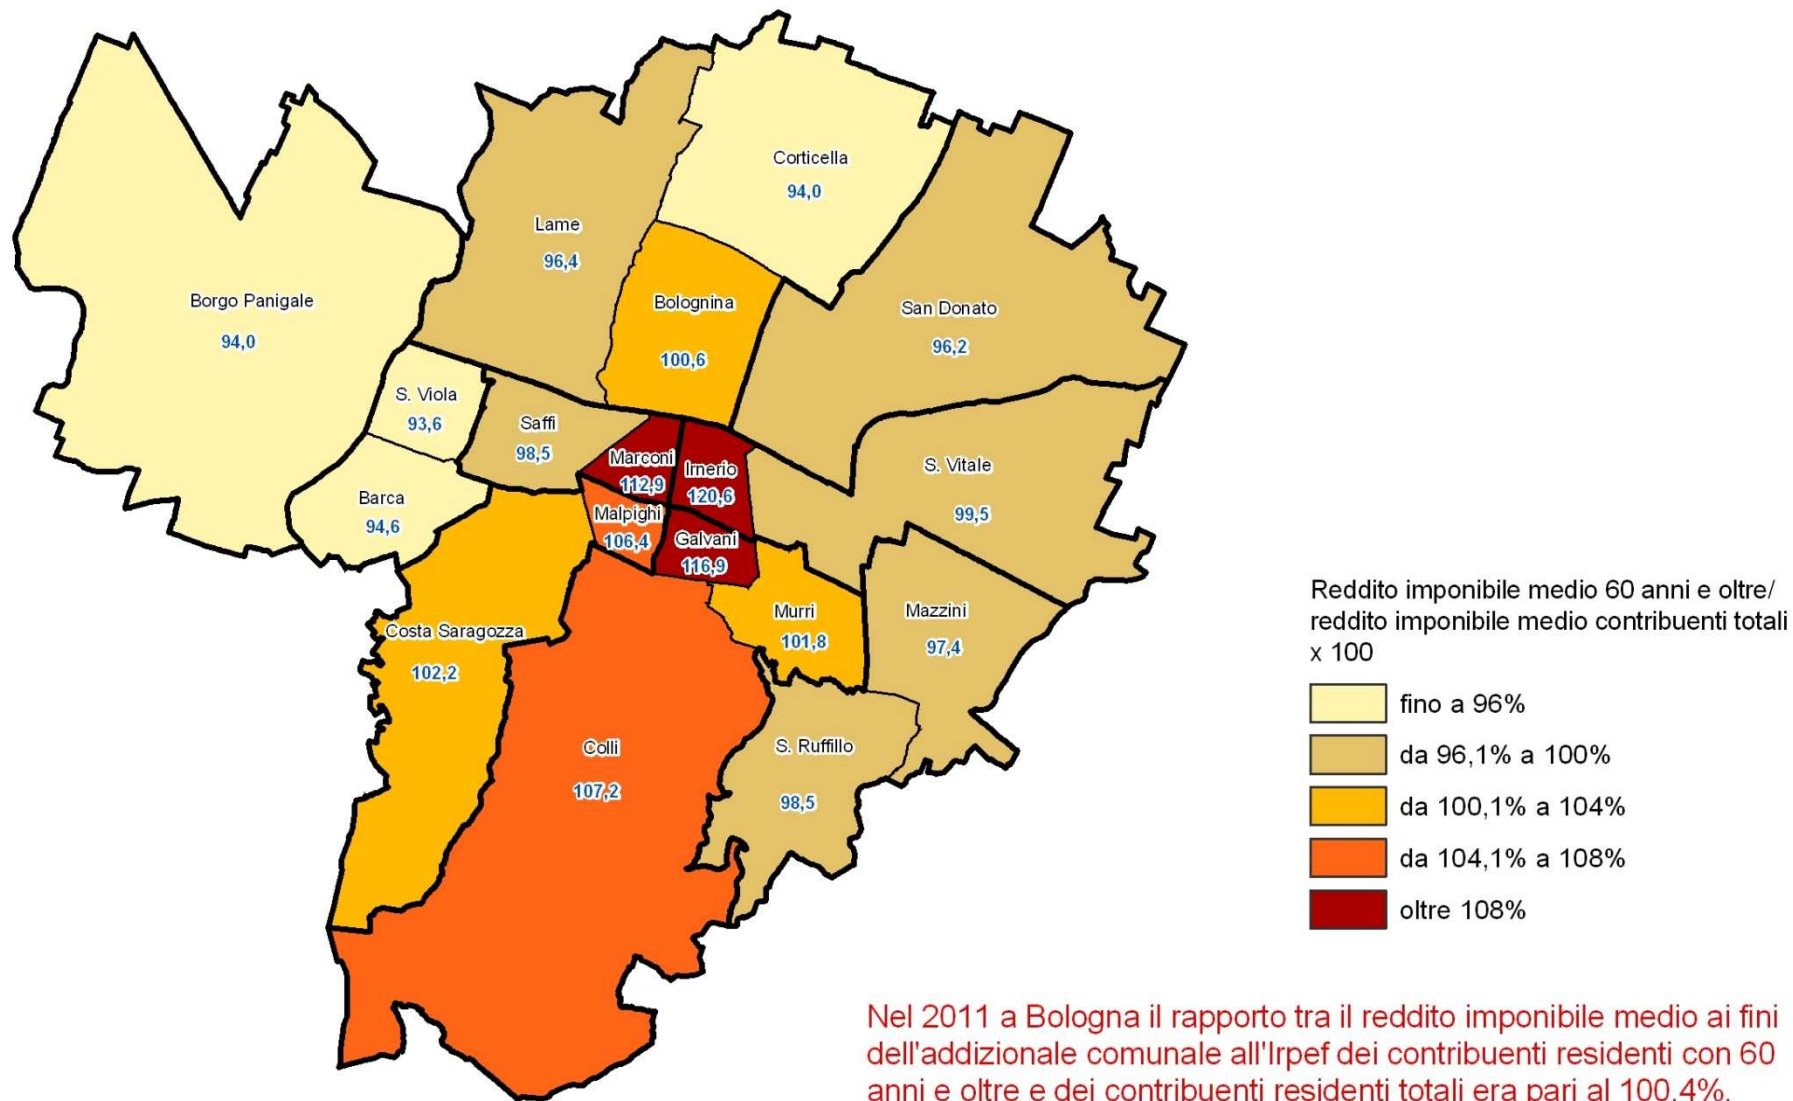 Corticella
94,0
Lame
96,4
Borgo Panigale
94,0
Bolognina
100,6
San Donato
96,2
S. Viola
93,6
Saffi
98,5
Marconi
112,9
Irnerio
120,6
S. Vitale
99,5
Barca
94,6
Malpighi
106,4
Galvani
116,9
Murri
101,8
Mazzini
97,4
Costa Saragozza
102,2
Colli
107,2
S. Ruffillo
98,5
Reddito imponibile medio 60 anni e oltre/
reddito imponibile medio contribuenti totali
x 100
fino a 96%
da 96,1% a 100%
da 100,1% a 104%
da 104,1% a 108%
oltre 108%
Nel 2011 a Bologna il rapporto tra il reddito imponibile medio ai fini
dell'addizionale comunale all'Irpef dei contribuenti residenti con 60
anni e oltre e dei contribuenti residenti totali era pari al 100,4%.